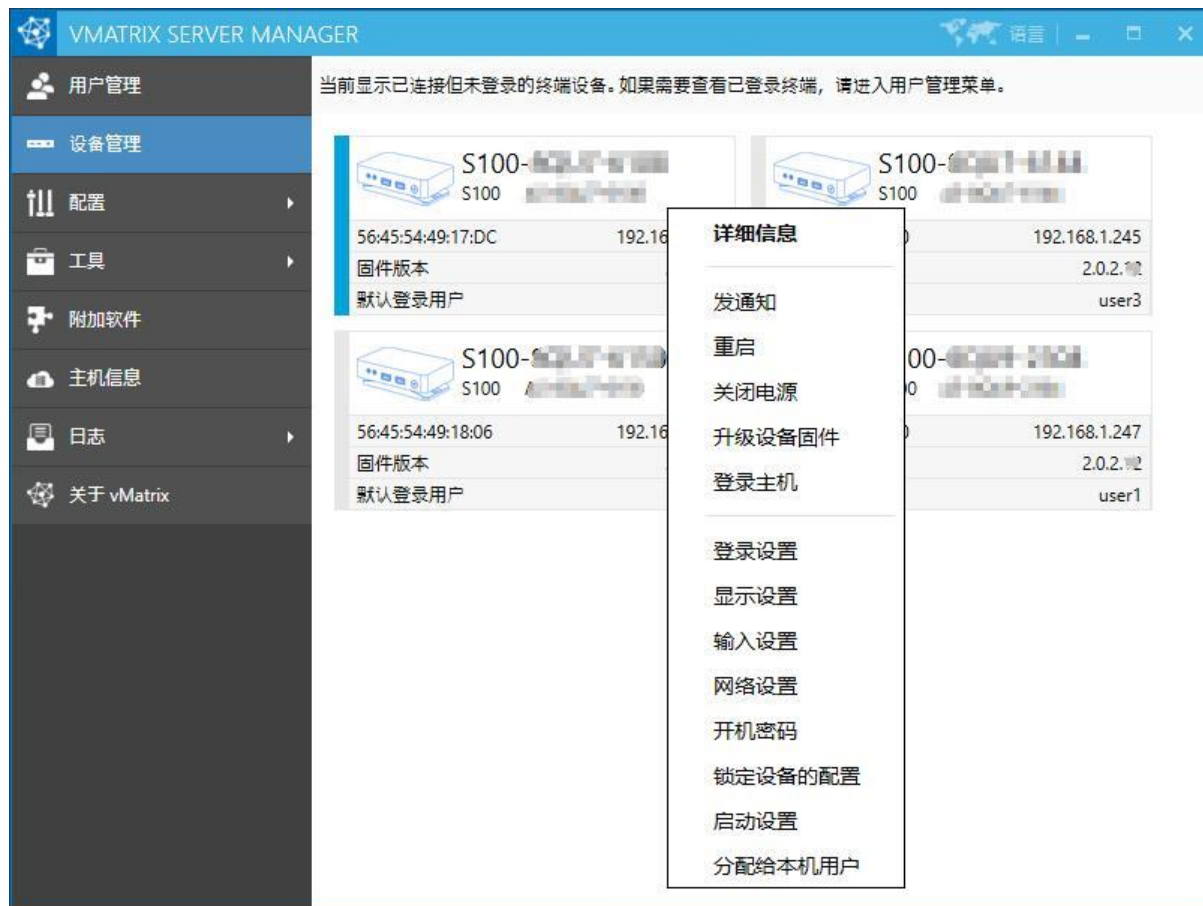 VMATRIX SERVER MANAGER
语言
用户管理
设备管理
配置
工具
附加软件
主机信息
日志
关于 vMatrix
当前显示已连接但未登录的终端设备。如果需要查看已登录终端，请进入用户管理菜单。
S100-
S100
56:45:54:49:17:DC 192.16
固件版本
默认登录用户
S100-
S100
192.168.1.245
2.0.2.
user3
S100-
S100
56:45:54:49:18:06 192.16
固件版本
默认登录用户
00-
192.168.1.247
2.0.2.
user1
详细信息
发通知
重启
关闭电源
升级设备固件
登录主机
登录设置
显示设置
输入设置
网络设置
开机密码
锁定设备的配置
启动设置
分配给本机用户